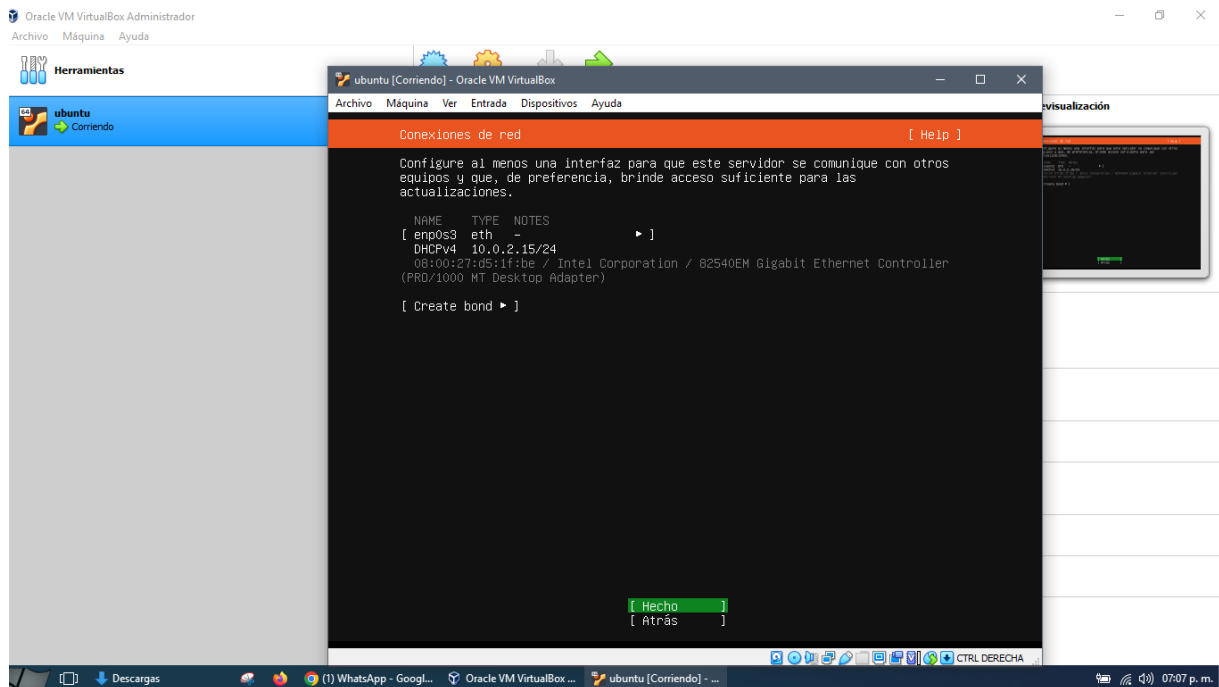 Oracle VM VirtualBox Administrador
Archivo Máquina Ayuda
Herramientas
64
ubuntu
Corriendo
ubuntu [Corriendo] - Oracle VM VirtualBox
Archivo Máquina Ver Entrada Dispositivos Ayuda
evisualización
Conexiones de red [ Help ]
Configure al menos una interfaz para que este servidor se comunique con otros
equipos y que, de preferencia, brinde acceso suficiente para las
actualizaciones.
NAME TYPE NOTES
[ enp0s3 eth - ▸ ]
DHCPv4 10.0.2.15/24
08:00:27:d5:1f:be / Intel Corporation / 82540EM Gigabit Ethernet Controller
(PRO/1000 MT Desktop Adapter)
[ Create bond ▸ ]
[ Hecho ]
[ Atrás ]
CTRL DERECHA
Descargas
(1) WhatsApp - Googl...
Oracle VM VirtualBox ...
ubuntu [Corriendo] - ...
07:07 p. m.